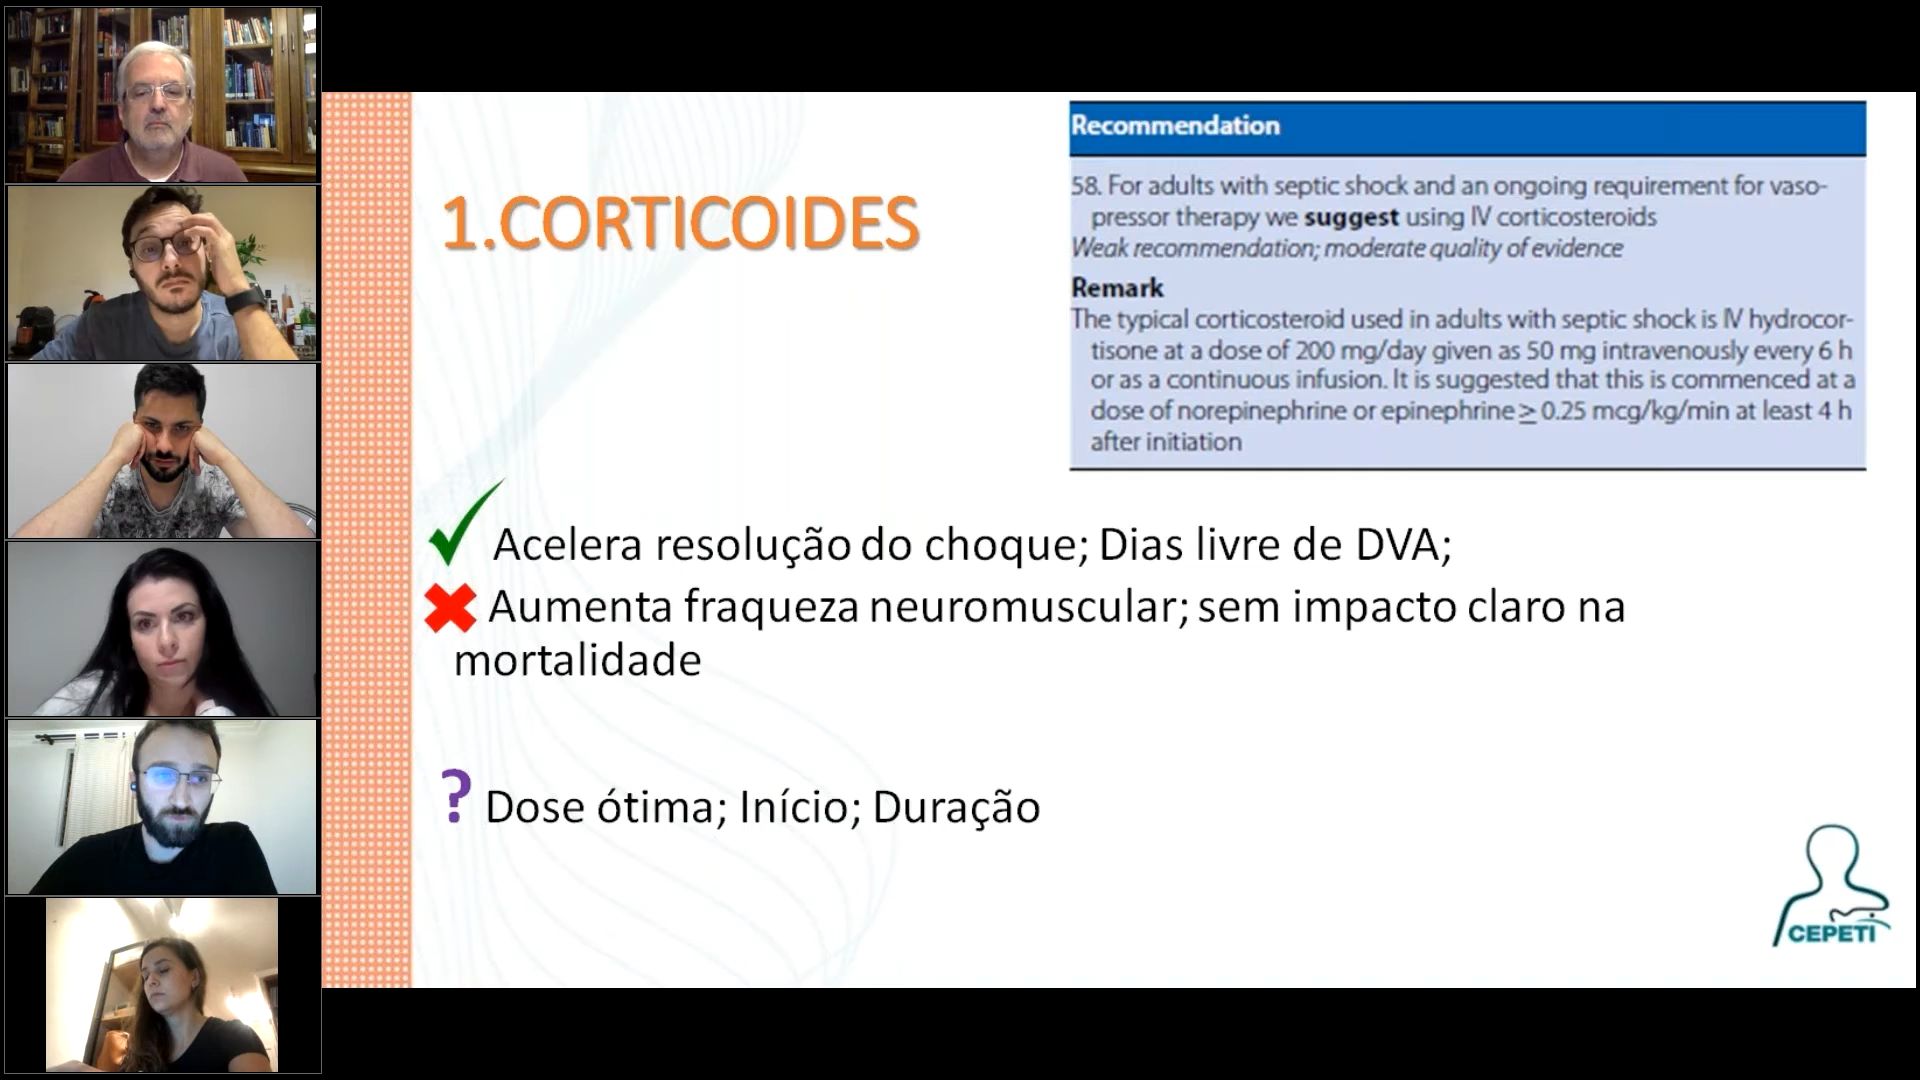 1.CORTICOIDES
Recommendation
58. For adults with septic shock and an ongoing requirement for vaso-
pressor therapy we suggest using IV corticosteroids
Weak recommendation; moderate quality of evidence
Remark
The typical corticosteroid used in adults with septic shock is IV hydrocor-
tisone at a dose of 200 mg/day given as 50 mg intravenously every 6 h
or as a continuous infusion. It is suggested that this is commenced at a
dose of norepinephrine or epinephrine ≥ 0.25 mcg/kg/min at least 4 h
after initiation
Acelera resolução do choque; Dias livre de DVA;
Aumenta fraqueza neuromuscular; sem impacto claro na
mortalidade
? Dose ótima; Início; Duração
CEPETI